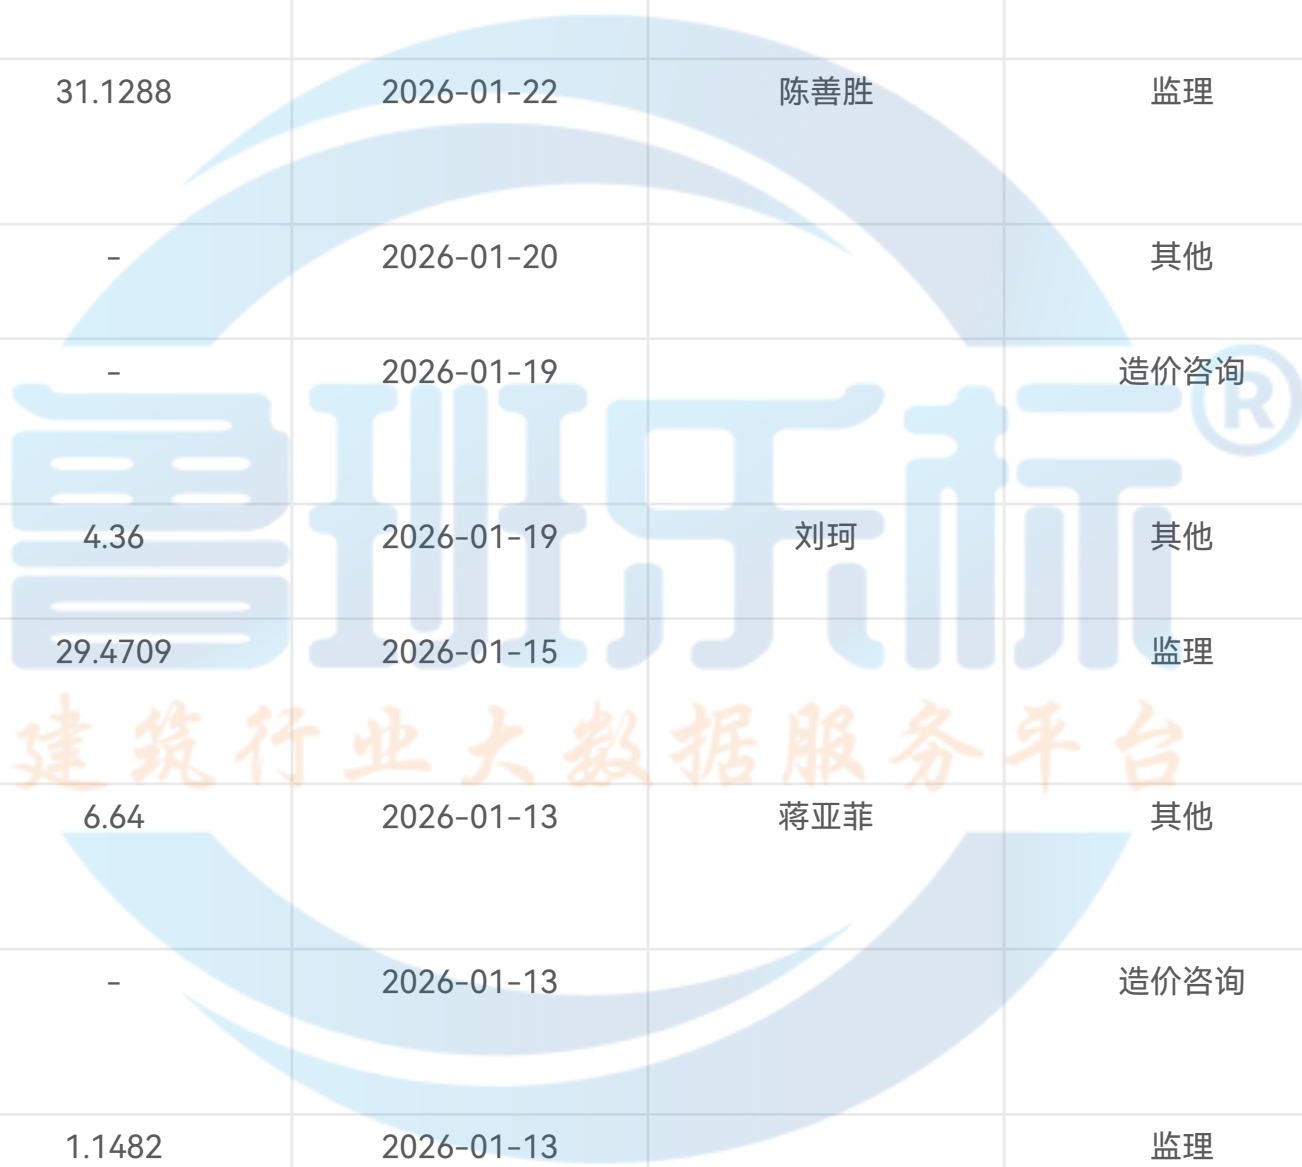 31.1288 2026-01-22 陈善胜 监理
- 2026-01-20 其他
- 2026-01-19 造价咨询
4.36 2026-01-19 刘珂 其他
29.4709 2026-01-15 监理
6.64 2026-01-13 蒋亚菲 其他
- 2026-01-13 造价咨询
1.1482 2026-01-13 监理
鲁班乐标®
建筑行业大数据服务平台